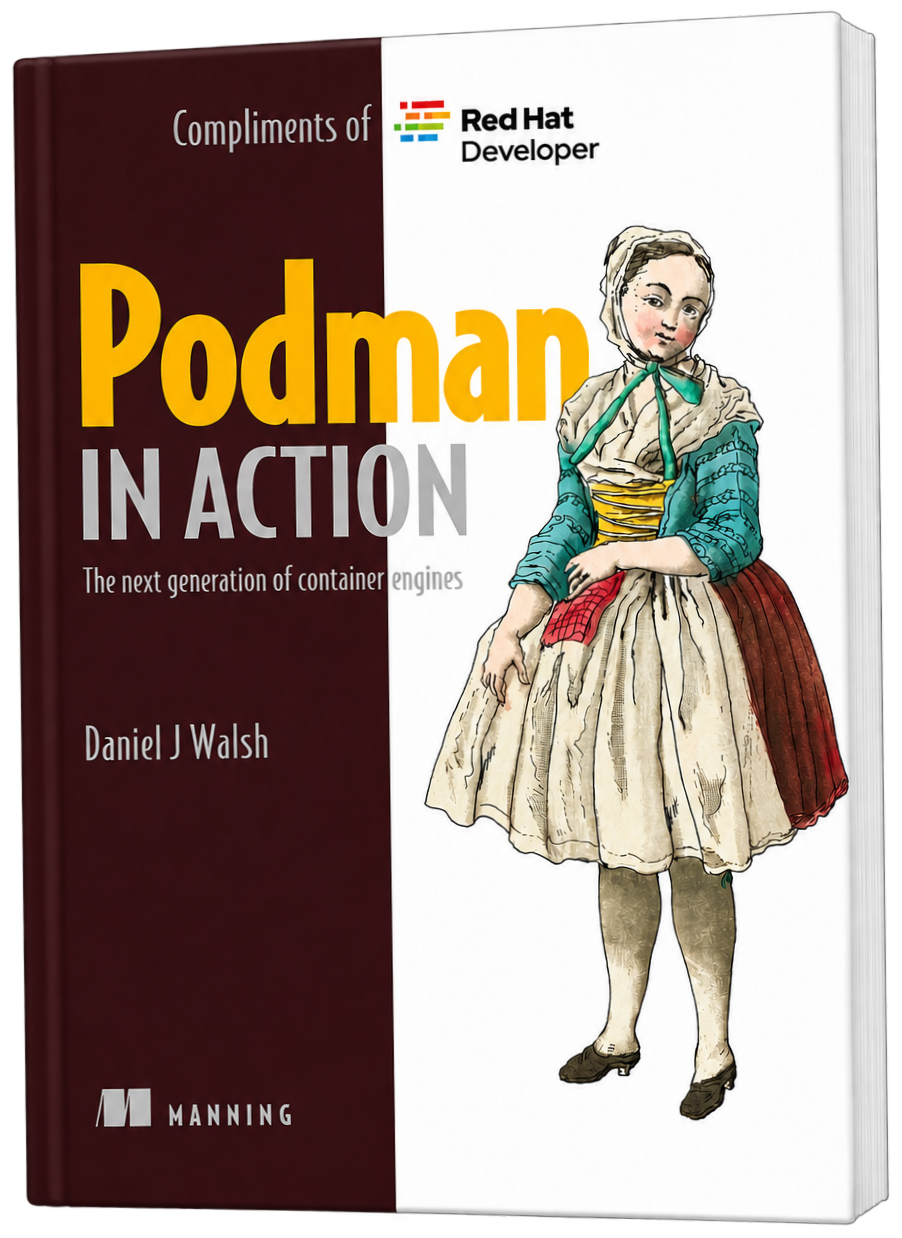 Compliments of
Red Hat
Developer
Podman
IN ACTION
The next generation of container engines
Daniel J Walsh
MANNING